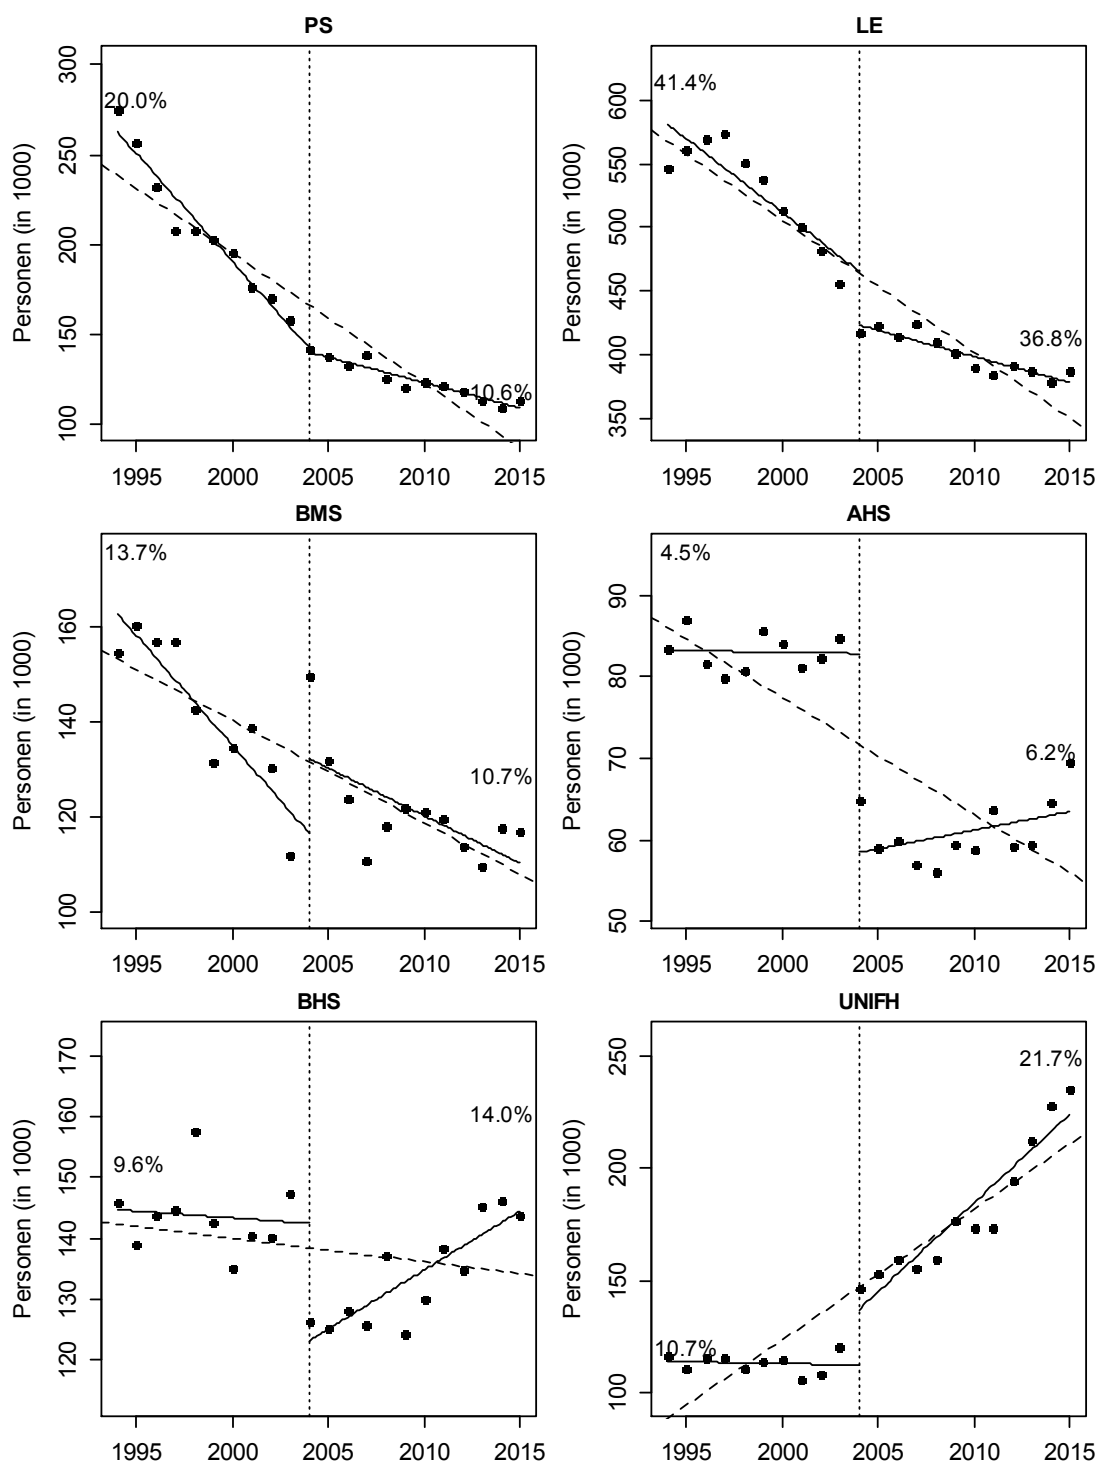 PS
Personen (in 1000)
300
250
200
150
100
20.0%
10.6%
1995 2000 2005 2010 2015
LE
Personen (in 1000)
600
550
500
450
400
350
41.4%
36.8%
1995 2000 2005 2010 2015
BMS
Personen (in 1000)
160
140
120
100
13.7%
10.7%
1995 2000 2005 2010 2015
AHS
Personen (in 1000)
90
80
70
60
50
4.5%
6.2%
1995 2000 2005 2010 2015
BHS
Personen (in 1000)
170
160
150
140
130
120
9.6%
14.0%
1995 2000 2005 2010 2015
UNIFH
Personen (in 1000)
250
200
150
100
10.7%
21.7%
1995 2000 2005 2010 2015